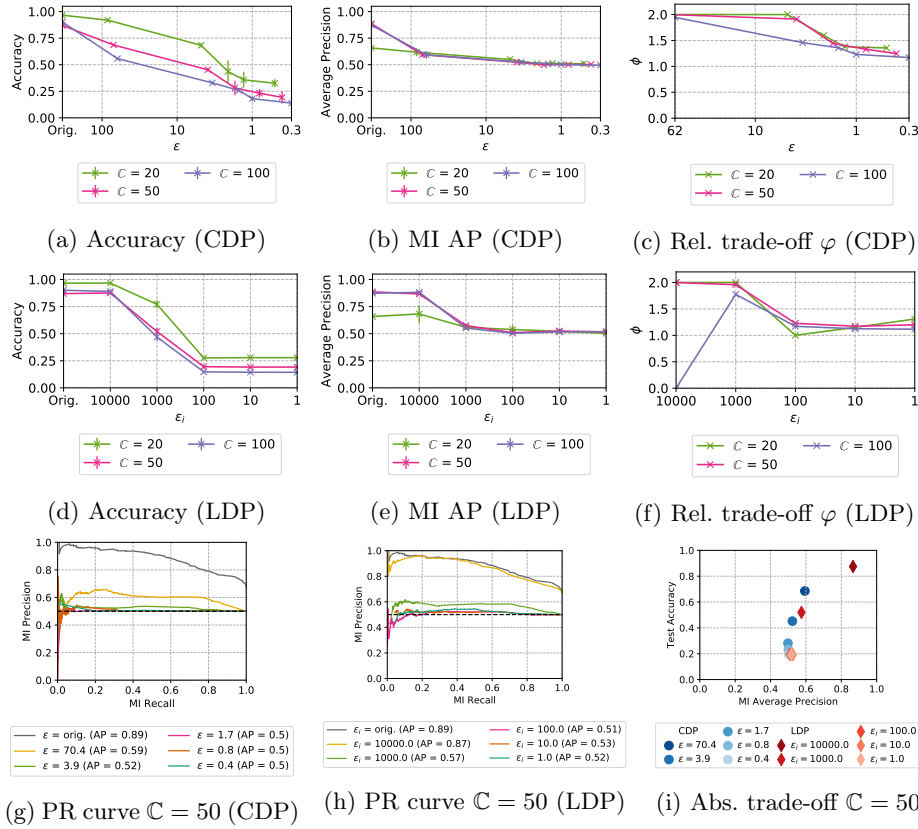 1.00
0.75
0.50
0.25
0.00
Accuracy
Orig. 100 10 1 0.3
ε
ℂ = 20
ℂ = 50
ℂ = 100
(a) Accuracy (CDP)
1.00
0.75
0.50
0.25
0.00
Average Precision
Orig. 100 10 1 0.3
ε
ℂ = 20
ℂ = 50
ℂ = 100
(b) MI AP (CDP)
2.0
1.5
1.0
0.5
0
ϕ
62 10 1 0.3
ε
ℂ = 20
ℂ = 50
ℂ = 100
(c) Rel. trade-off φ (CDP)
1.00
0.75
0.50
0.25
0.00
Accuracy
Orig. 10000 1000 100 10 1
εi
ℂ = 20
ℂ = 50
ℂ = 100
(d) Accuracy (LDP)
1.00
0.75
0.50
0.25
0.00
Average Precision
Orig. 10000 1000 100 10 1
εi
ℂ = 20
ℂ = 50
ℂ = 100
(e) MI AP (LDP)
2.0
1.5
1.0
0.5
0
ϕ
10000 1000 100 10 1
εi
ℂ = 20
ℂ = 50
ℂ = 100
(f) Rel. trade-off φ (LDP)
1.0
0.8
0.6
0.4
0.2
0.0
MI Precision
0.0 0.2 0.4 0.6 0.8 1.0
MI Recall
ε = orig. (AP = 0.89)
ε = 70.4 (AP = 0.59)
ε = 3.9 (AP = 0.52)
ε = 1.7 (AP = 0.5)
ε = 0.8 (AP = 0.5)
ε = 0.4 (AP = 0.5)
(g) PR curve ℂ = 50 (CDP)
1.0
0.8
0.6
0.4
0.2
0.0
MI Precision
0.0 0.2 0.4 0.6 0.8 1.0
MI Recall
εi = orig. (AP = 0.89)
εi = 10000.0 (AP = 0.87)
εi = 1000.0 (AP = 0.57)
εi = 100.0 (AP = 0.51)
εi = 10.0 (AP = 0.53)
εi = 1.0 (AP = 0.52)
(h) PR curve ℂ = 50 (LDP)
1.0
0.8
0.6
0.4
0.2
0.0
Test Accuracy
0.0 0.2 0.4 0.6 0.8 1.0
MI Average Precision
CDP
ε = 70.4
ε = 3.9
ε = 1.7
ε = 0.8
ε = 0.4
LDP
εi = 10000.0
εi = 1000.0
εi = 100.0
εi = 10.0
εi = 1.0
(i) Abs. trade-off ℂ = 50